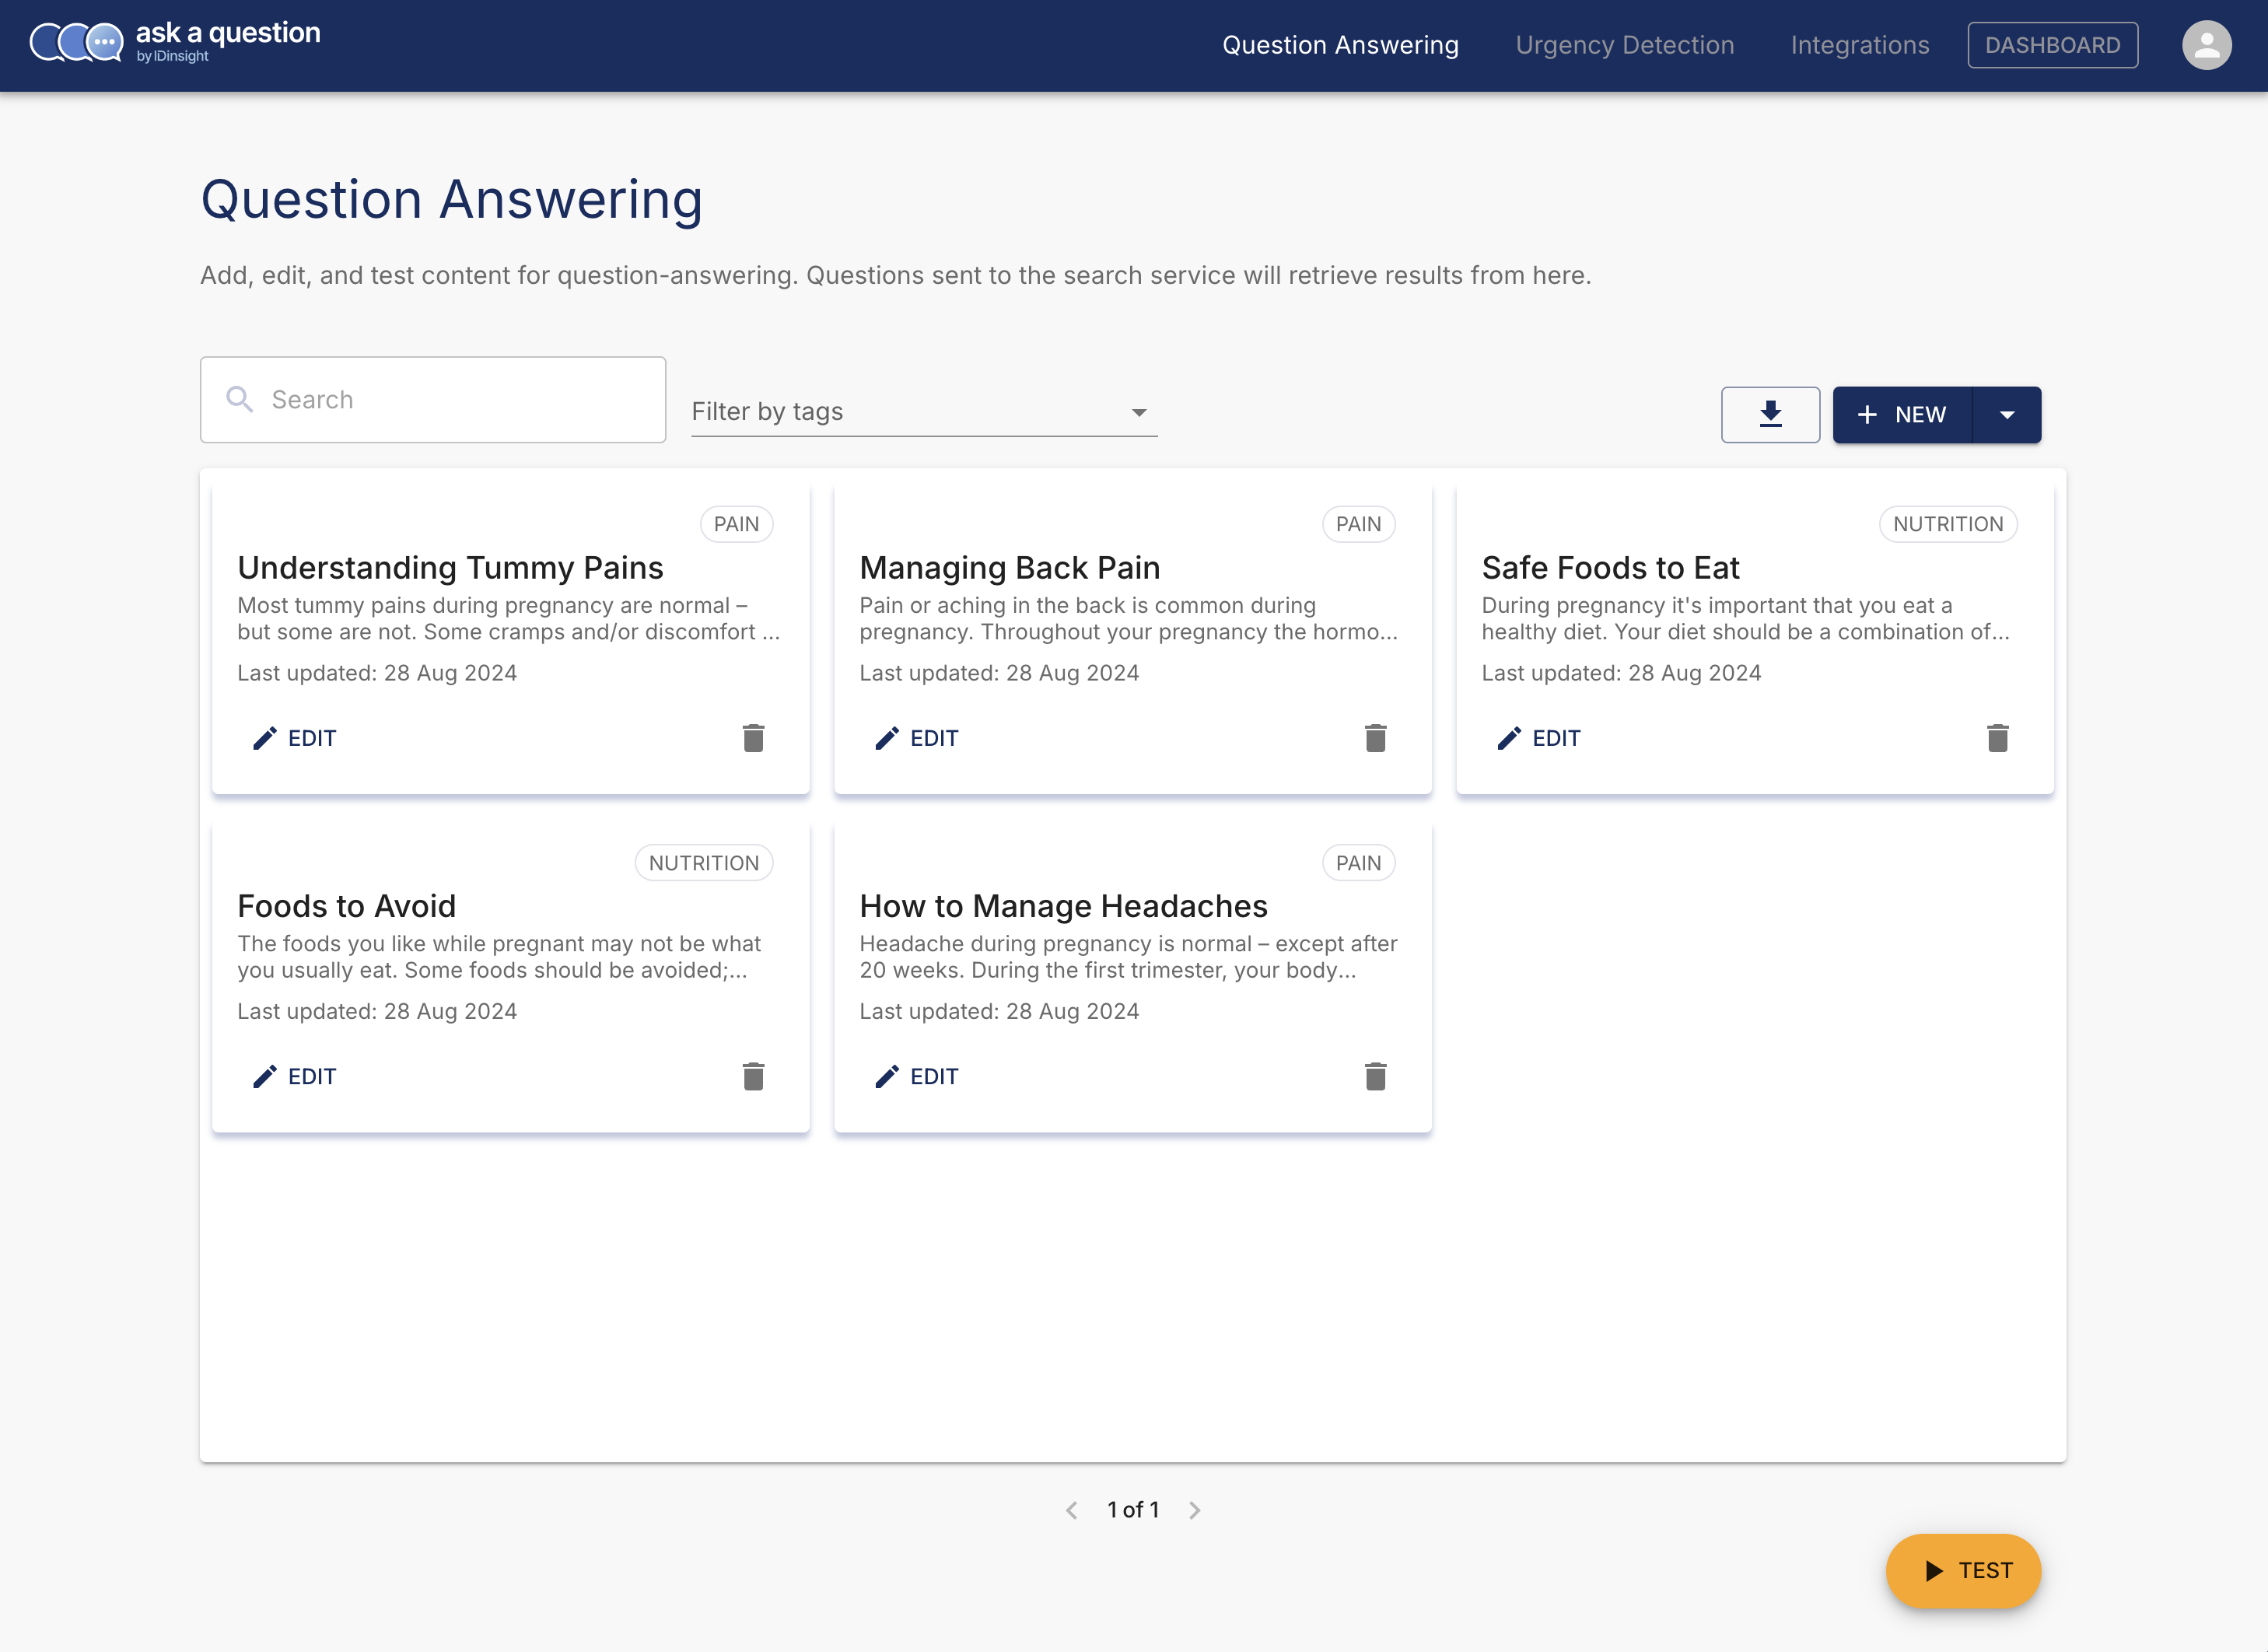 ask a question
by IDinsight
Question Answering
Urgency Detection
Integrations
DASHBOARD
Question Answering
Add, edit, and test content for question-answering. Questions sent to the search service will retrieve results from here.
Search
Filter by tags
NEW
PAIN
Understanding Tummy Pains
Most tummy pains during pregnancy are normal –
but some are not. Some cramps and/or discomfort ...
Last updated: 28 Aug 2024
EDIT
PAIN
Managing Back Pain
Pain or aching in the back is common during
pregnancy. Throughout your pregnancy the hormo...
Last updated: 28 Aug 2024
EDIT
NUTRITION
Safe Foods to Eat
During pregnancy it's important that you eat a
healthy diet. Your diet should be a combination of...
Last updated: 28 Aug 2024
EDIT
NUTRITION
Foods to Avoid
The foods you like while pregnant may not be what
you usually eat. Some foods should be avoided;...
Last updated: 28 Aug 2024
EDIT
PAIN
How to Manage Headaches
Headache during pregnancy is normal – except after
20 weeks. During the first trimester, your body...
Last updated: 28 Aug 2024
EDIT
1 of 1
TEST